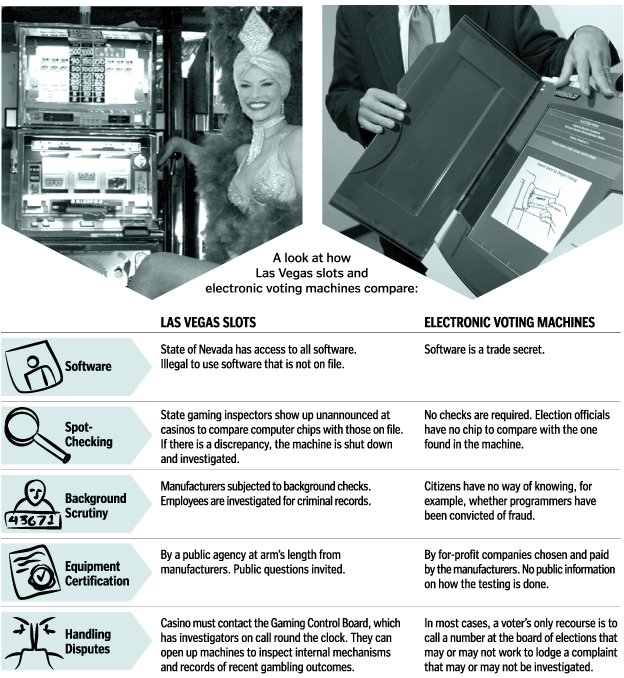 DIEBOLD
A look at how
Las Vegas slots and
electronic voting machines compare:
LAS VEGAS SLOTS
ELECTRONIC VOTING MACHINES
Software
State of Nevada has access to all software.
Illegal to use software that is not on file.
Software is a trade secret.
Spot-
Checking
State gaming inspectors show up unannounced at
casinos to compare computer chips with those on file.
If there is a discrepancy, the machine is shut down
and investigated.
No checks are required. Election officials
have no chip to compare with the one
found in the machine.
43671
Background
Scrutiny
Manufacturers subjected to background checks.
Employees are investigated for criminal records.
Citizens have no way of knowing, for
example, whether programmers have
been convicted of fraud.
Equipment
Certification
By a public agency at arm's length from
manufacturers. Public questions invited.
By for-profit companies chosen and paid
by the manufacturers. No public information
on how the testing is done.
Handling
Disputes
Casino must contact the Gaming Control Board, which
has investigators on call round the clock. They can
open up machines to inspect internal mechanisms
and records of recent gambling outcomes.
In most cases, a voter's only recourse is to
call a number at the board of elections that
may or may not work to lodge a complaint
that may or may not be investigated.